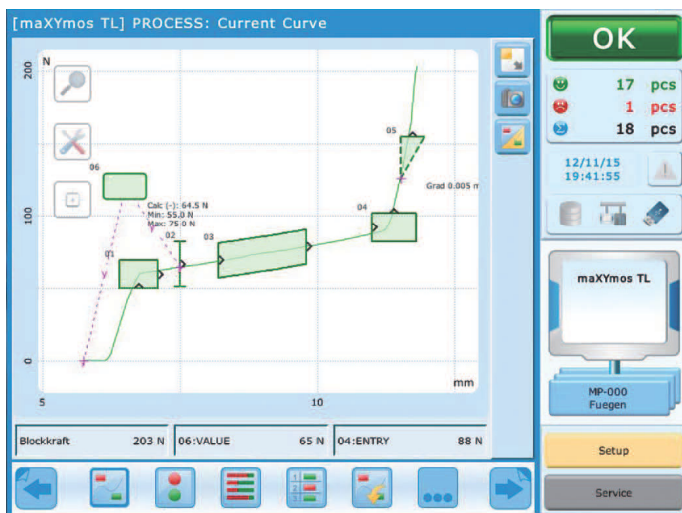 [maXYmos TL] PROCESS: Current Curve
OK
17 pcs
1 pcs
18 pcs
12/11/15
19:41:55
maXYmos TL
MP-000
Fuegen
Setup
Service
N
200
100
0
5
10
mm
06
Calc (-): 64.5 N
Min: 55.0 N
Max: 75.0 N
01
02
03
04
05
Grad 0.005 m
Blockkraft 203 N
06:VALUE 65 N
04:ENTRY 88 N
1
2